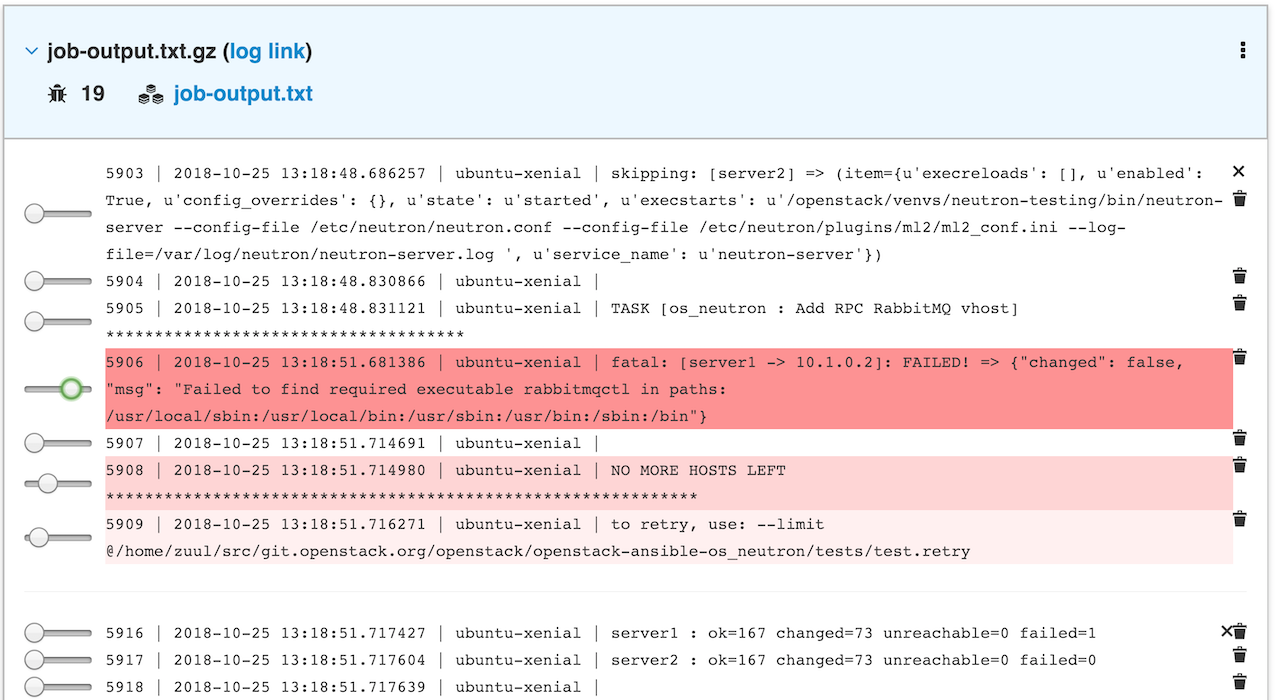 job-output.txt.gz (log link)
19 job-output.txt
5903 | 2018-10-25 13:18:48.686257 | ubuntu-xenial | skipping: [server2] => (item={u'execreloads': [], u'enabled':
True, u'config_overrides': {}, u'state': u'started', u'execstarts': u'/openstack/venvs/neutron-testing/bin/neutron-
server --config-file /etc/neutron/neutron.conf --config-file /etc/neutron/plugins/ml2/ml2_conf.ini --log-
file=/var/log/neutron/neutron-server.log ', u'service_name': u'neutron-server'})
5904 | 2018-10-25 13:18:48.830866 | ubuntu-xenial |
5905 | 2018-10-25 13:18:48.831121 | ubuntu-xenial | TASK [os_neutron : Add RPC RabbitMQ vhost]
*************************************
5906 | 2018-10-25 13:18:51.681386 | ubuntu-xenial | fatal: [server1 -> 10.1.0.2]: FAILED! => {"changed": false,
"msg": "Failed to find required executable rabbitmqctl in paths:
/usr/local/sbin:/usr/local/bin:/usr/sbin:/usr/bin:/sbin:/bin"}
5907 | 2018-10-25 13:18:51.714691 | ubuntu-xenial |
5908 | 2018-10-25 13:18:51.714980 | ubuntu-xenial | NO MORE HOSTS LEFT
*************************************************************
5909 | 2018-10-25 13:18:51.716271 | ubuntu-xenial | to retry, use: --limit
@/home/zuul/src/git.openstack.org/openstack/openstack-ansible-os_neutron/tests/test.retry
5916 | 2018-10-25 13:18:51.717427 | ubuntu-xenial | server1 : ok=167 changed=73 unreachable=0 failed=1
5917 | 2018-10-25 13:18:51.717604 | ubuntu-xenial | server2 : ok=167 changed=73 unreachable=0 failed=0
5918 | 2018-10-25 13:18:51.717639 | ubuntu-xenial |